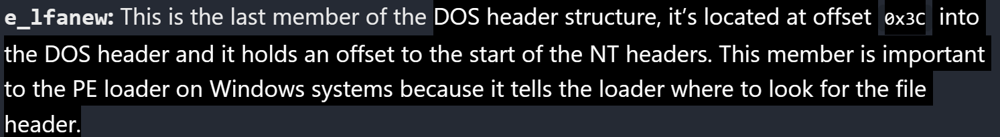 e_lfanew: This is the last member of the DOS header structure, it’s located at offset 0x3C into
the DOS header and it holds an offset to the start of the NT headers. This member is important
to the PE loader on Windows systems because it tells the loader where to look for the file
header.